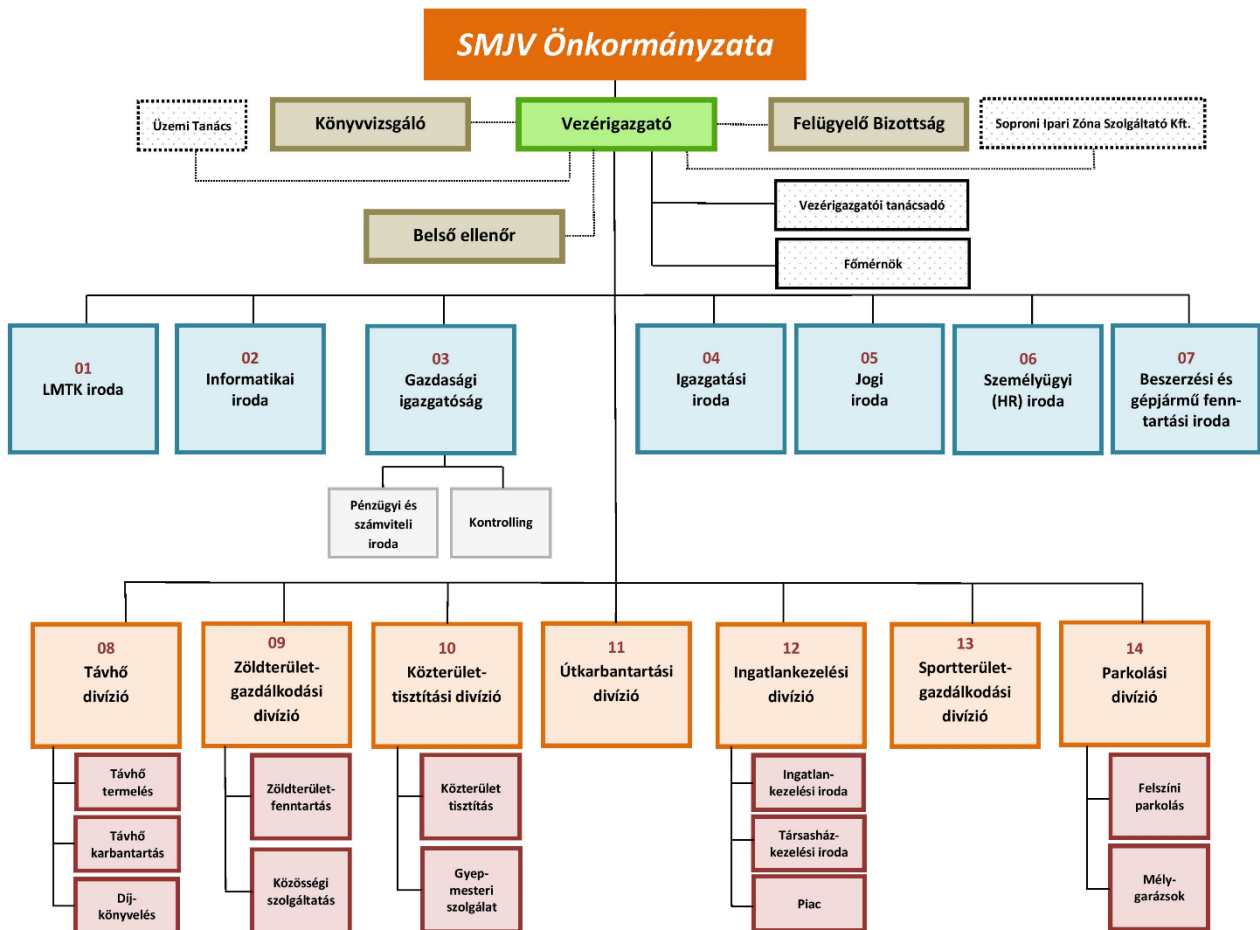 SMJV Önkormányzata
Üzemi Tanács
Könyvvizsgáló
Vezérigazgató
Felügyelő Bizottság
Soproni Ipari Zóna Szolgáltató Kft.
Vezérigazgatói tanácsadó
Belső ellenőr
Főmérnök
01
LMTK iroda
02
Informatikai
iroda
03
Gazdasági
igazgatóság
04
Igazgatási
iroda
05
Jogi
iroda
06
Személyügyi
(HR) iroda
07
Beszerzési és
gépjármű fenn-
tartási iroda
Pénzügyi és
számviteli
iroda
Kontrolling
08
Távhő
divízió
09
Zöldterület-
gazdálkodási
divízió
10
Közterület-
tisztítási divízió
11
Útkarbantartási
divízió
12
Ingatlankezelési
divízió
13
Sportterület-
gazdálkodási
divízió
14
Parkolási
divízió
Távhő
termelés
Távhő
karbantartás
Díj-
könyvelés
Zöldterület-
fenntartás
Közösségi
szolgáltatás
Közterület
tisztítás
Gyep-
mesteri
szolgálat
Ingatlan-
kezelési iroda
Társasház-
kezelési iroda
Piac
Felszíni
parkolás
Mély-
garázsok